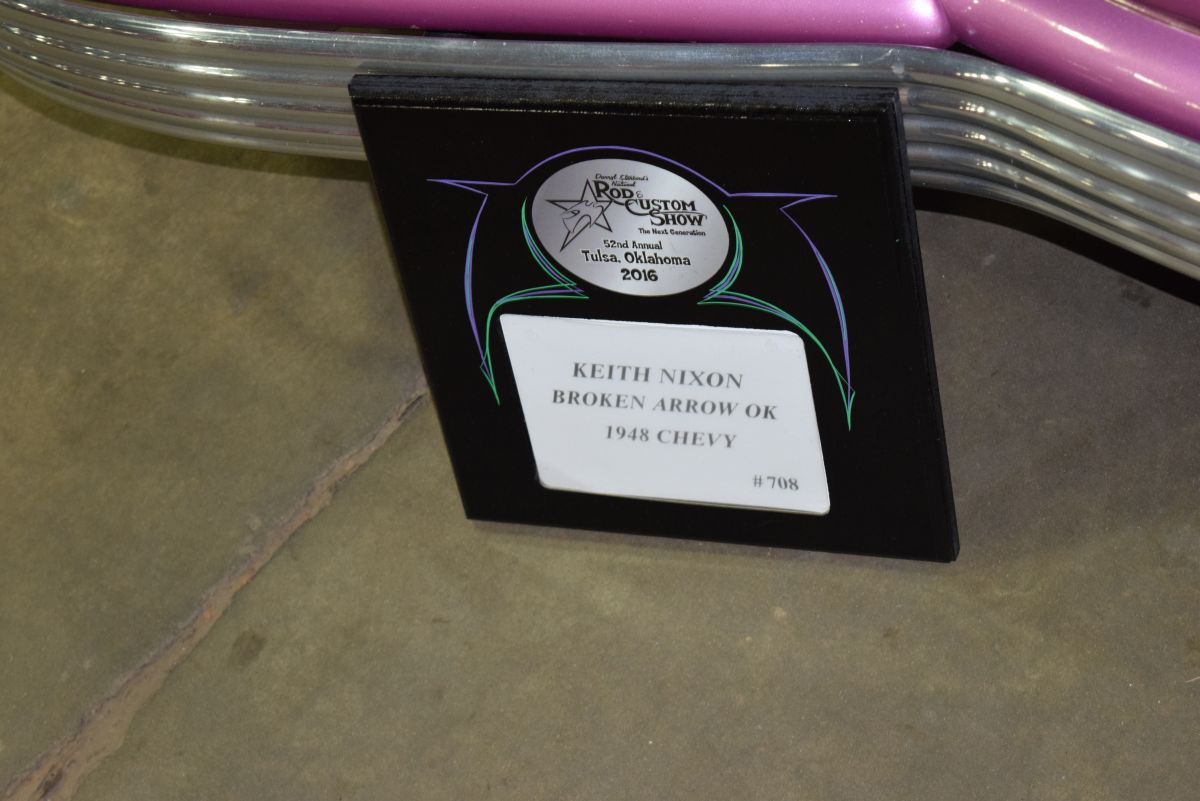 Darryl Starbird's
National
ROD & CUSTOM SHOW
The Next Generation
52nd Annual
Tulsa, Oklahoma
2016
KEITH NIXON
BROKEN ARROW OK
1948 CHEVY
#708